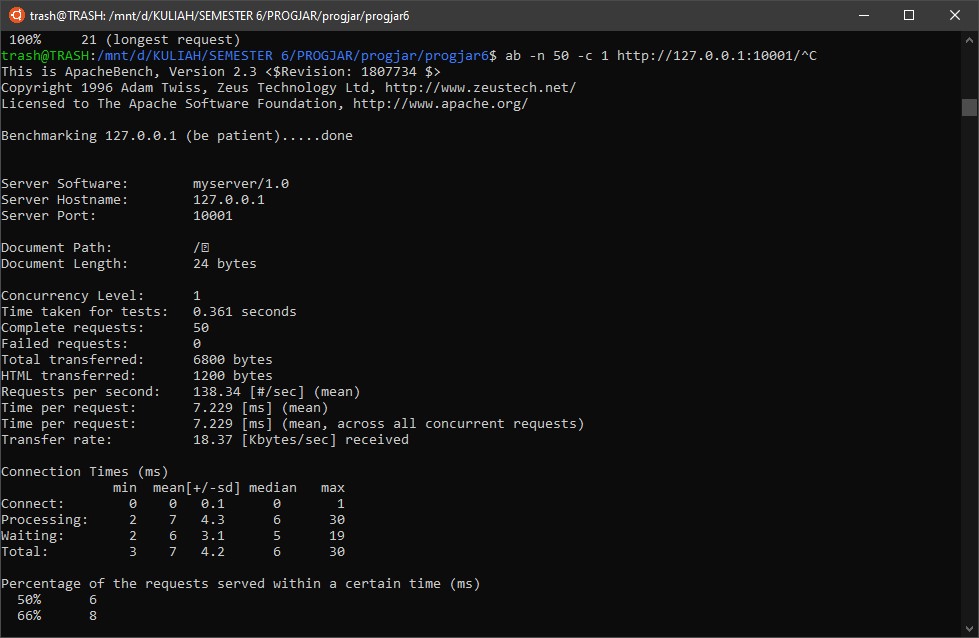 trash@TRASH: /mnt/d/KULIAH/SEMESTER 6/PROGJAR/progjar/progjar6
100% 21 (longest request)
trash@TRASH:/mnt/d/KULIAH/SEMESTER 6/PROGJAR/progjar/progjar6$ ab -n 50 -c 1 http://127.0.0.1:10001/^C
This is ApacheBench, Version 2.3 <$Revision: 1807734 $>
Copyright 1996 Adam Twiss, Zeus Technology Ltd, http://www.zeustech.net/
Licensed to The Apache Software Foundation, http://www.apache.org/
Benchmarking 127.0.0.1 (be patient).....done
Server Software: myserver/1.0
Server Hostname: 127.0.0.1
Server Port: 10001
Document Path: /
Document Length: 24 bytes
Concurrency Level: 1
Time taken for tests: 0.361 seconds
Complete requests: 50
Failed requests: 0
Total transferred: 6800 bytes
HTML transferred: 1200 bytes
Requests per second: 138.34 [#/sec] (mean)
Time per request: 7.229 [ms] (mean)
Time per request: 7.229 [ms] (mean, across all concurrent requests)
Transfer rate: 18.37 [Kbytes/sec] received
Connection Times (ms)
min mean[+/-sd] median max
Connect: 0 0 0.1 0 1
Processing: 2 7 4.3 6 30
Waiting: 2 6 3.1 5 19
Total: 3 7 4.2 6 30
Percentage of the requests served within a certain time (ms)
50% 6
66% 8